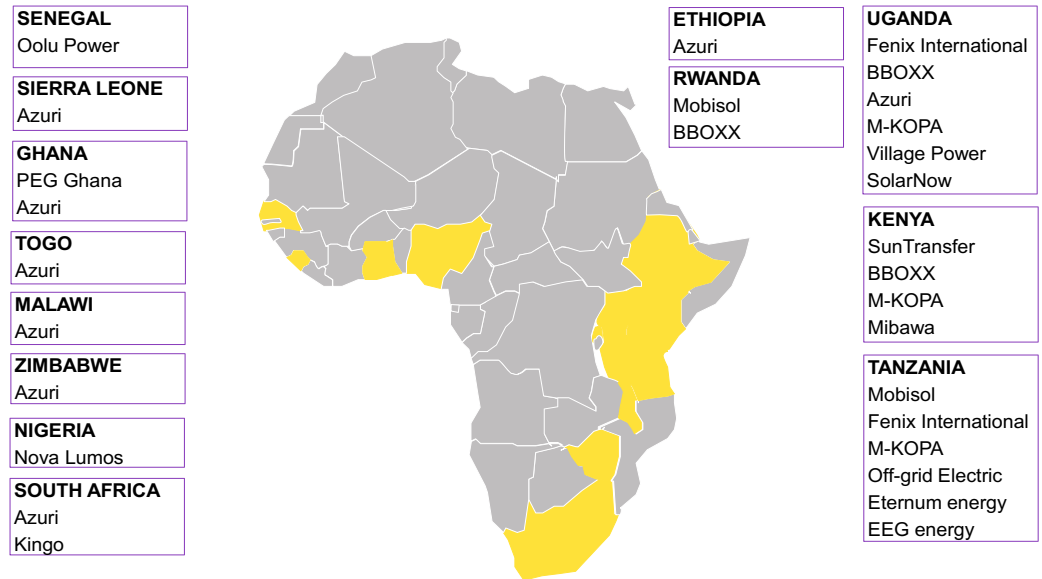 SENEGAL
Oolu Power
SIERRA LEONE
Azuri
GHANA
PEG Ghana
Azuri
TOGO
Azuri
MALAWI
Azuri
ZIMBABWE
Azuri
NIGERIA
Nova Lumos
SOUTH AFRICA
Azuri
Kingo
ETHIOPIA
Azuri
RWANDA
Mobisol
BBOXX
UGANDA
Fenix International
BBOXX
Azuri
M-KOPA
Village Power
SolarNow
KENYA
SunTransfer
BBOXX
M-KOPA
Mibawa
TANZANIA
Mobisol
Fenix International
M-KOPA
Off-grid Electric
Eternum energy
EEG energy